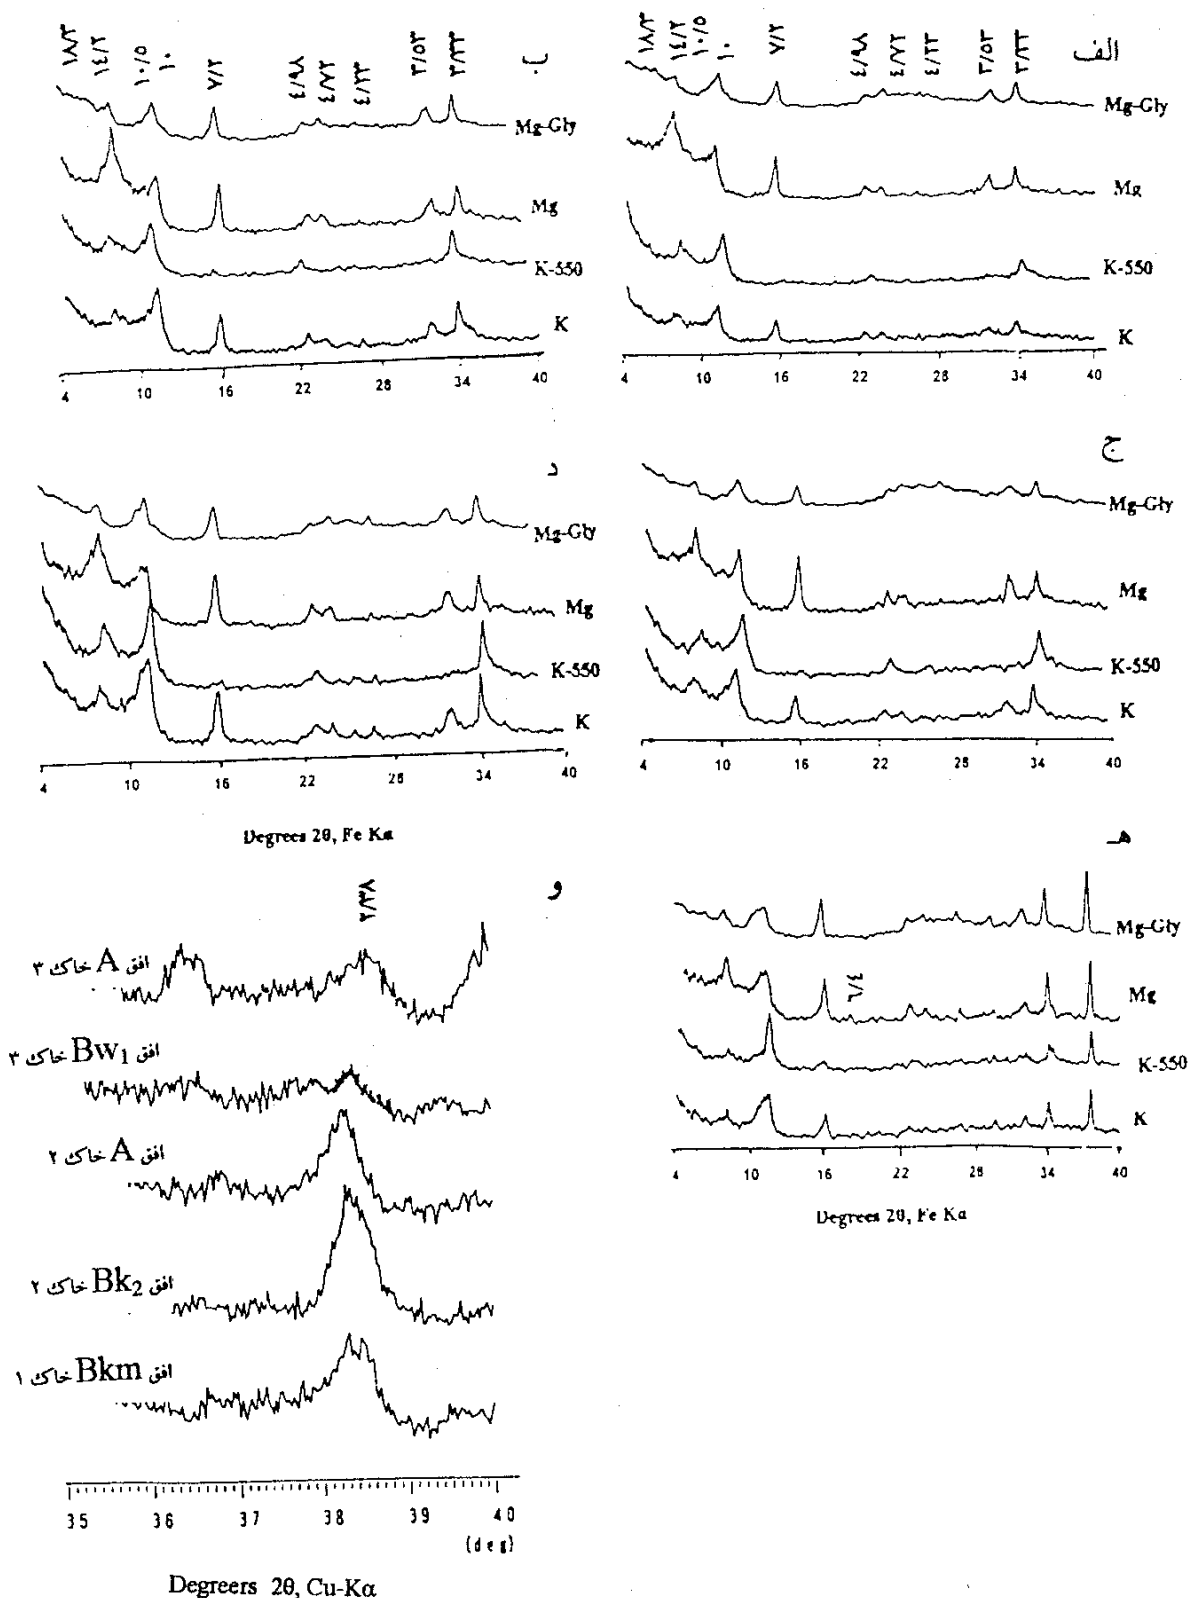 الف
۱۸/۳ ۱۴/۲ ۱۰/۵ ۱۰ ۷/۲ ۴/۹۸ ۴/۷۲ ۴/۲۳ ۳/۵۳ ۳/۳۳
Mg-Gly
Mg
K-550
K
4 10 16 22 28 34 40
ب
۱۸/۳ ۱۴/۲ ۱۰/۵ ۱۰ ۷/۲ ۴/۹۸ ۴/۷۲ ۴/۲۳ ۳/۵۳ ۳/۳۳
Mg-Gly
Mg
K-550
K
4 10 16 22 28 34 40
ج
Mg-Gly
Mg
K-550
K
4 10 16 22 28 34 40
د
Mg-Gly
Mg
K-550
K
4 10 16 22 28 34 40
Degrees 2θ, Fe Kα
هـ
Mg-Gly
Mg
K-550
K
4 10 16 22 28 34 40
Degrees 2θ, Fe Kα
و
افق A خاک ۳
افق Bw1 خاک ۳
افق A خاک ۲
افق Bk2 خاک ۲
افق Bkm خاک ۱
35 36 37 38 39 40
(deg)
Degreers 2θ, Cu-Kα